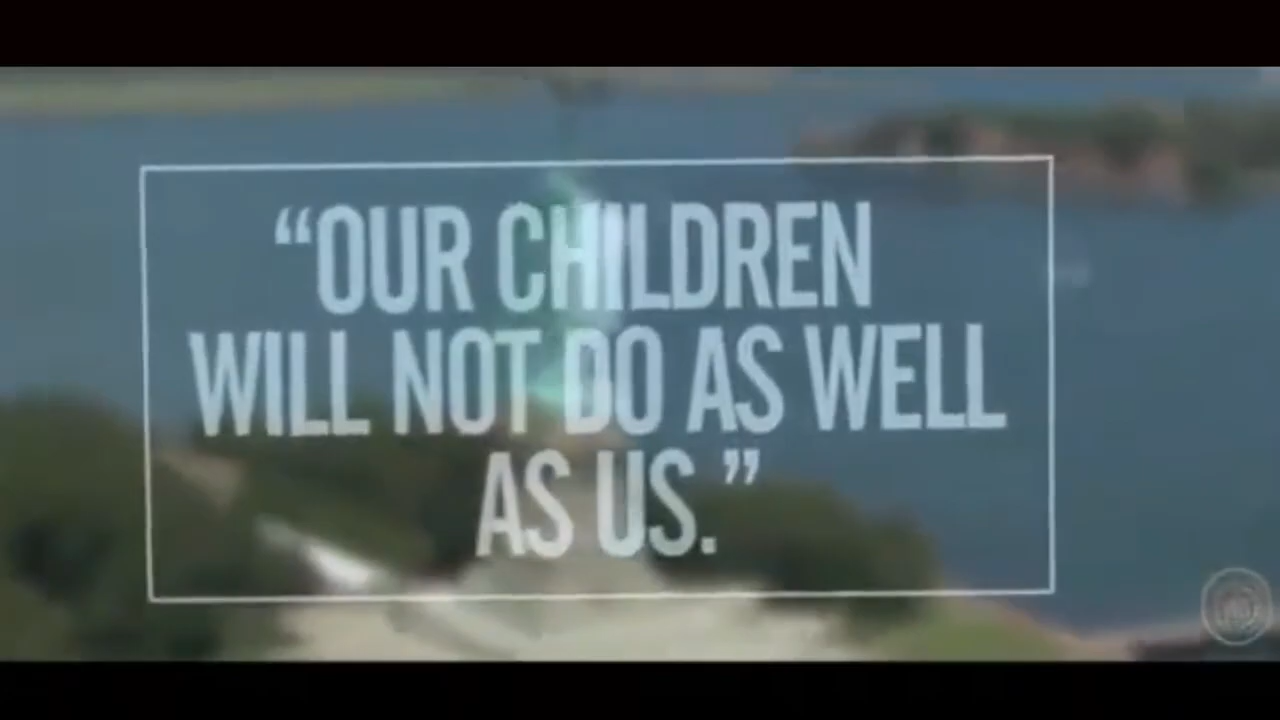 “OUR CHILDREN
WILL NOT DO AS WELL
AS US.”